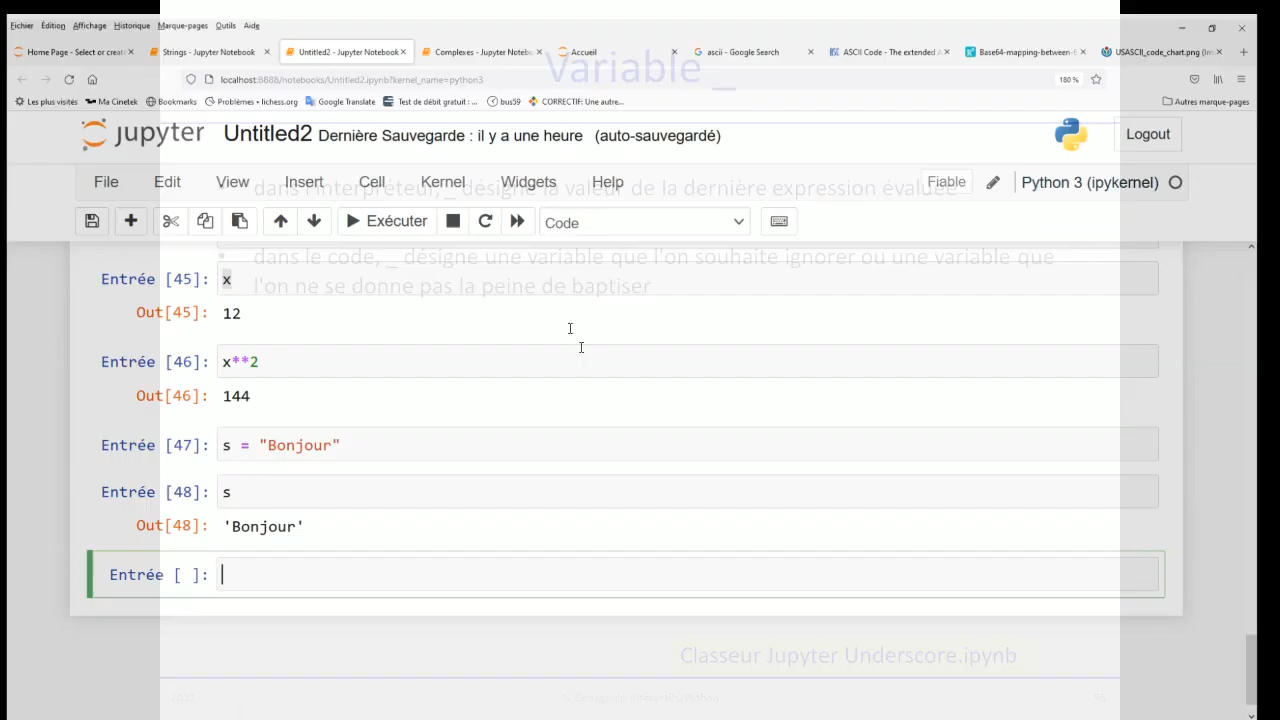 Fichier Édition Affichage Historique Marque-pages Outils Aide
Home Page - Select or creat
Strings - Jupyter Notebook
Untitled2 - Jupyter Notebook
Complexes - Jupyter Notebo
Accueil
ascii - Google Search
ASCII Code - The extended A
Base64-mapping-between-6
USASCII_code_chart.png (Im
Variable _
localhost:8888/notebooks/Untitled2.ipynb?kernel_name=python3
180 %
Les plus visités
Ma Cinetek
Bookmarks
Problèmes • lichess.org
Google Translate
Test de débit gratuit : ...
bus59
CORRECTIF: Une autre...
Autres marque-pages
jupyter Untitled2 Dernière Sauvegarde : il y a une heure (auto-sauvegardé)
Logout
File Edit View Insert Cell Kernel Widgets Help
Fiable
Python 3 (ipykernel)
• dans l'interpréteur, _ désigne la valeur de la dernière expression évaluée
Exécuter
Code
• dans le code, _ désigne une variable que l'on souhaite ignorer ou une variable que
l'on ne se donne pas la peine de baptiser
Entrée [45]: x
Out[45]: 12
Entrée [46]: x**2
Out[46]: 144
Entrée [47]: s = "Bonjour"
Entrée [48]: s
Out[48]: 'Bonjour'
Entrée [ ]:
Classeur Jupyter Underscore.ipynb